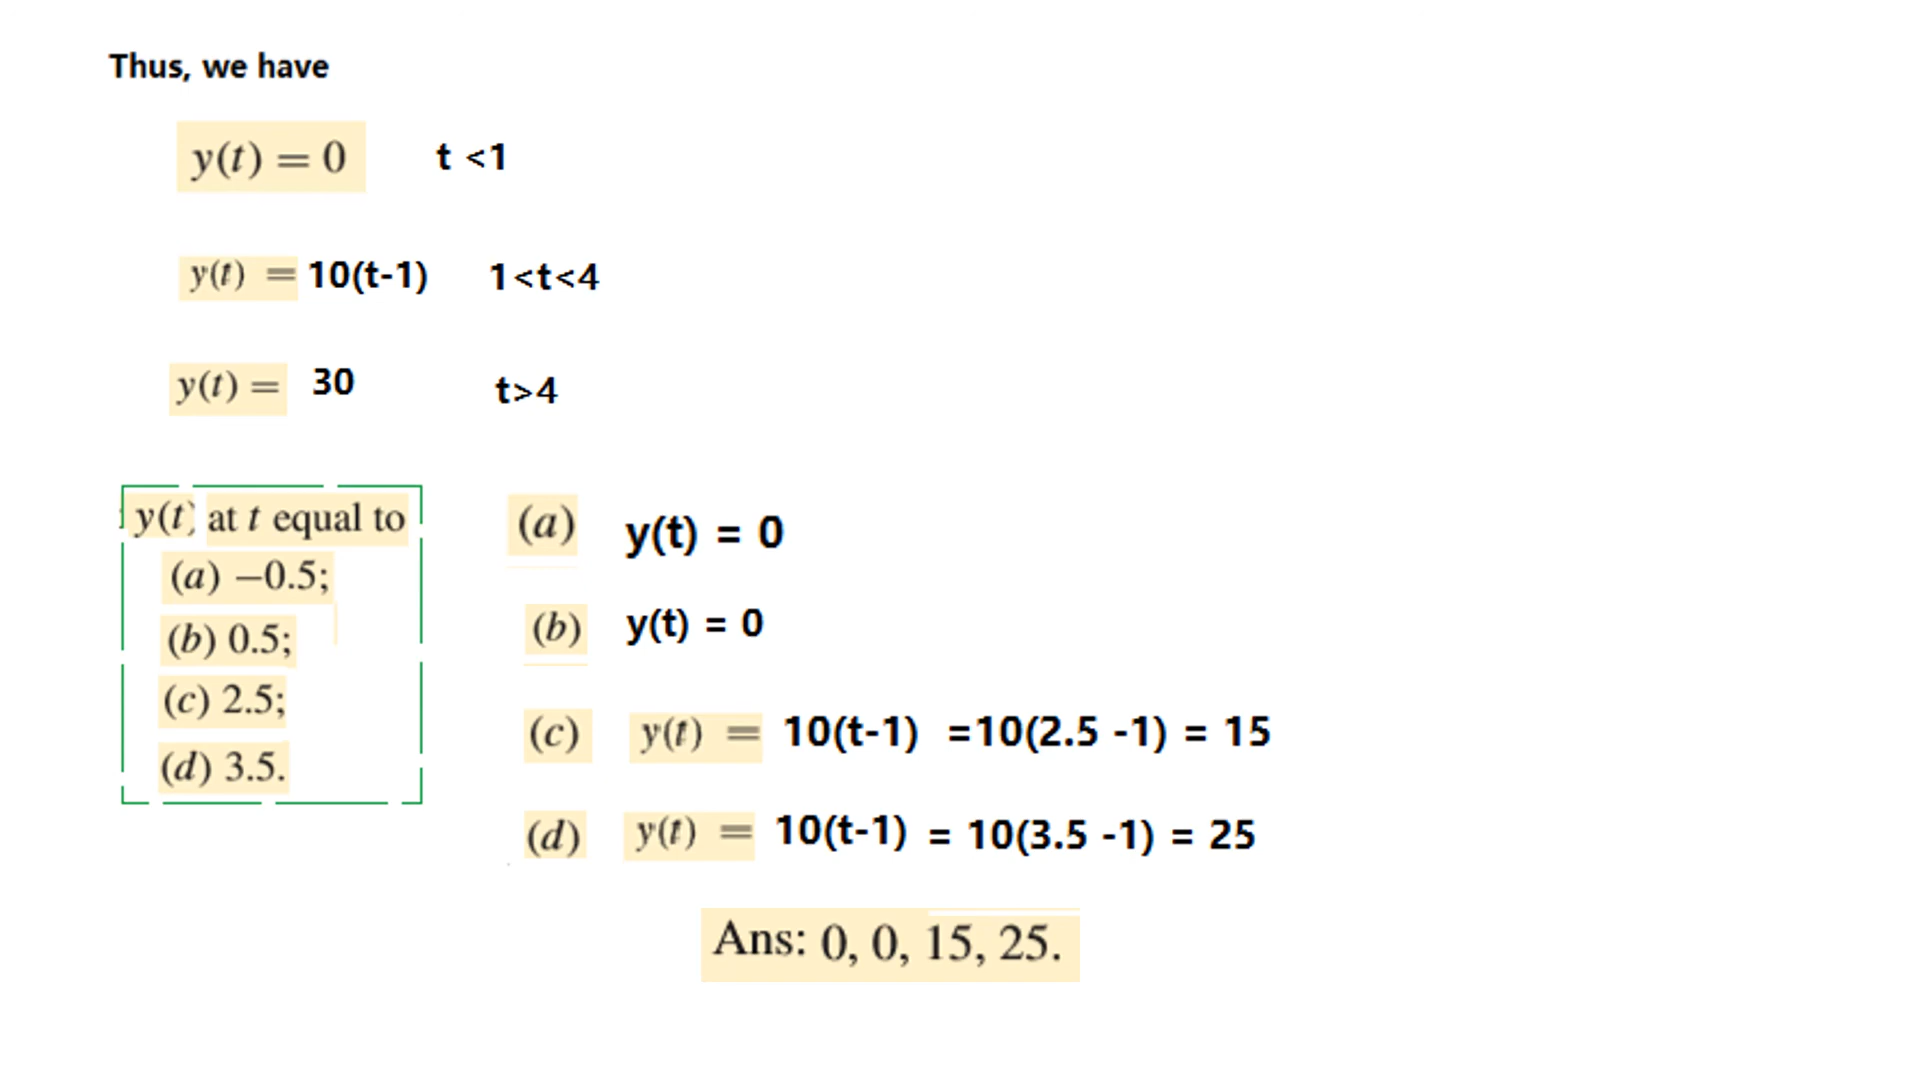 Thus, we have
y(t) = 0 t <1
y(t) = 10(t-1) 1<t<4
y(t) = 30 t>4
y(t) at t equal to
(a) −0.5;
(b) 0.5;
(c) 2.5;
(d) 3.5.
(a) y(t) = 0
(b) y(t) = 0
(c) y(t) = 10(t-1) =10(2.5 -1) = 15
(d) y(t) = 10(t-1) = 10(3.5 -1) = 25
Ans: 0, 0, 15, 25.